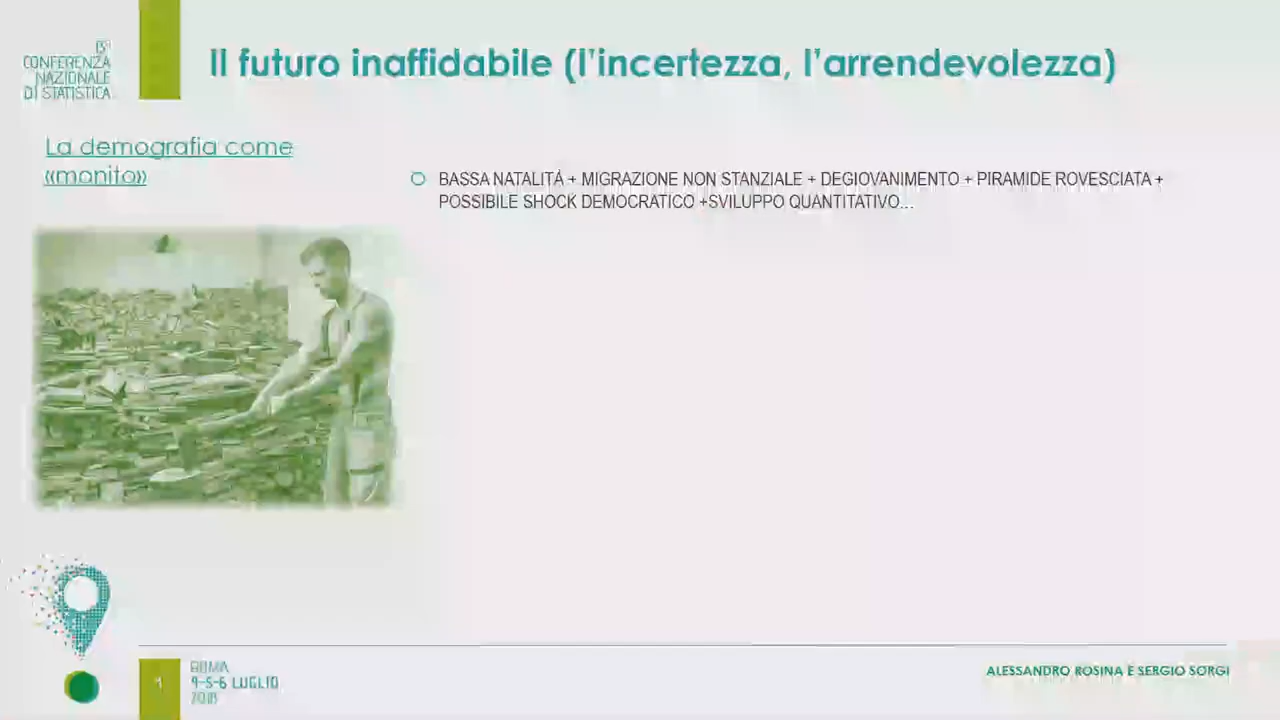 13ª
CONFERENZA
NAZIONALE
DI STATISTICA
Il futuro inaffidabile (l'incertezza, l'arrendevolezza)
La demografia come
«monito»
BASSA NATALITÁ + MIGRAZIONE NON STANZIALE + DEGIOVANIMENTO + PIRAMIDE ROVESCIATA +
POSSIBILE SHOCK DEMOCRATICO +SVILUPPO QUANTITATIVO…
ROMA
4-5-6 LUGLIO
2018
ALESSANDRO ROSINA E SERGIO SORGI